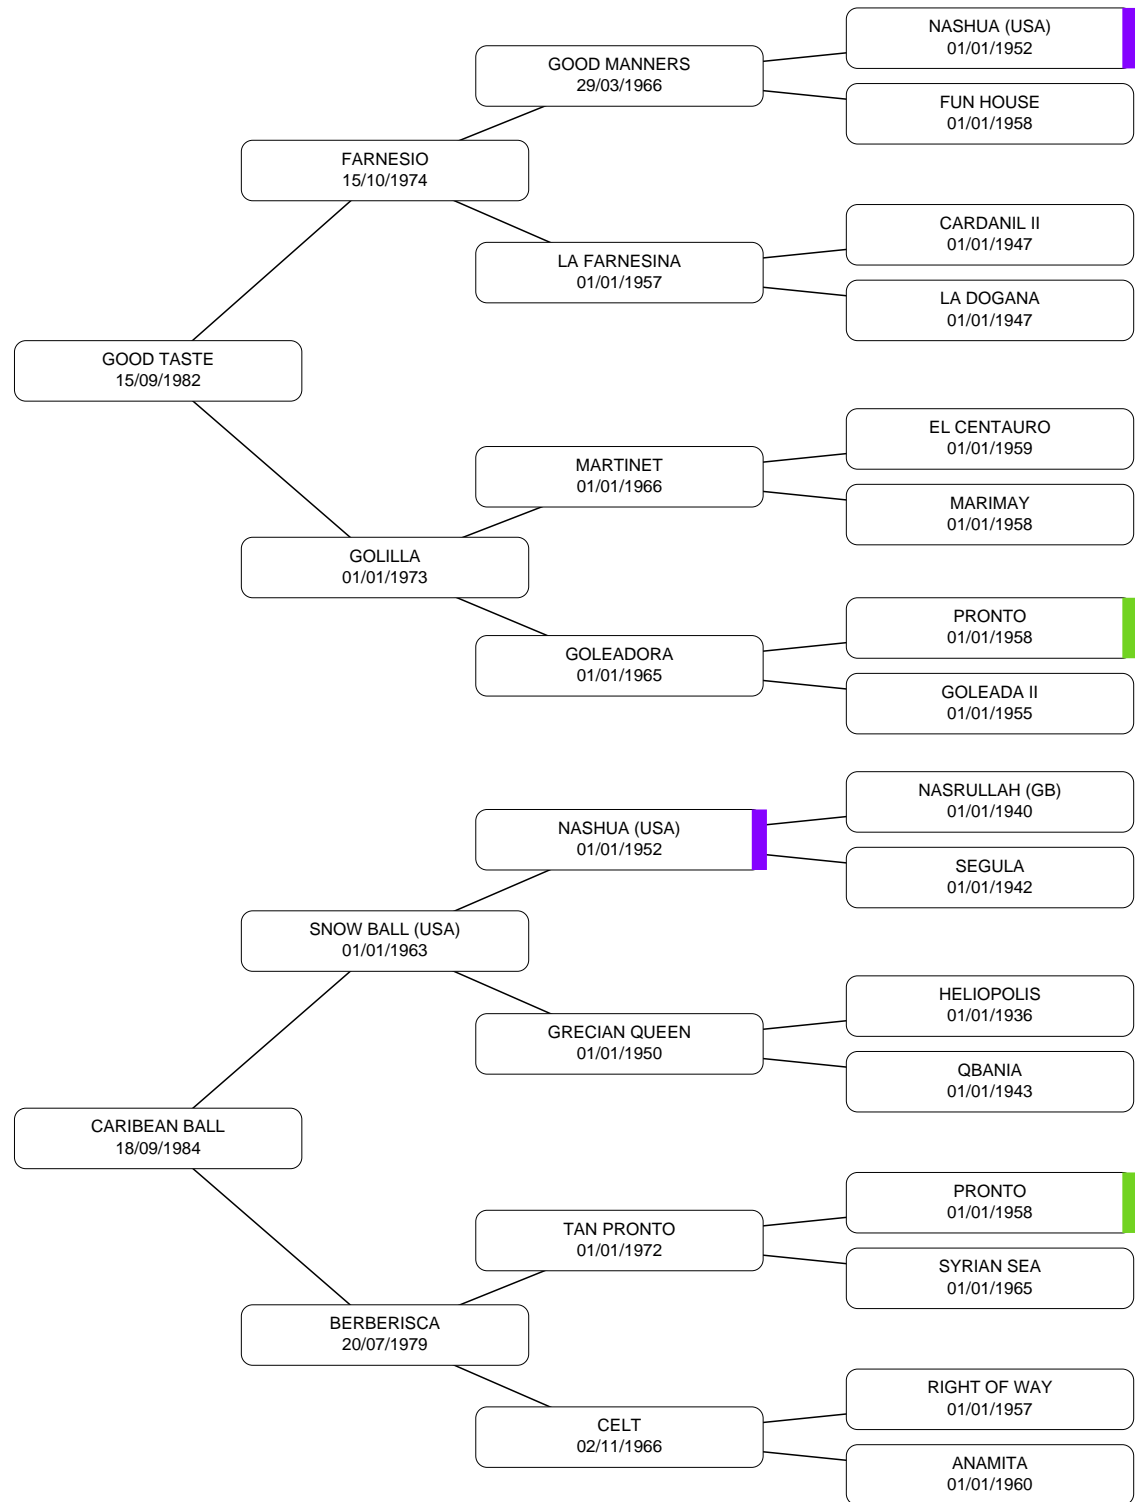 NASHUA (USA)
01/01/1952
GOOD MANNERS
29/03/1966
FUN HOUSE
01/01/1958
FARNESIO
15/10/1974
CARDANIL II
01/01/1947
LA FARNESINA
01/01/1957
LA DOGANA
01/01/1947
GOOD TASTE
15/09/1982
EL CENTAURO
01/01/1959
MARTINET
01/01/1966
MARIMAY
01/01/1958
GOLILLA
01/01/1973
PRONTO
01/01/1958
GOLEADORA
01/01/1965
GOLEADA II
01/01/1955
NASRULLAH (GB)
01/01/1940
NASHUA (USA)
01/01/1952
SEGULA
01/01/1942
SNOW BALL (USA)
01/01/1963
HELIOPOLIS
01/01/1936
GRECIAN QUEEN
01/01/1950
QBANIA
01/01/1943
CARIBEAN BALL
18/09/1984
PRONTO
01/01/1958
TAN PRONTO
01/01/1972
SYRIAN SEA
01/01/1965
BERBERISCA
20/07/1979
RIGHT OF WAY
01/01/1957
CELT
02/11/1966
ANAMITA
01/01/1960